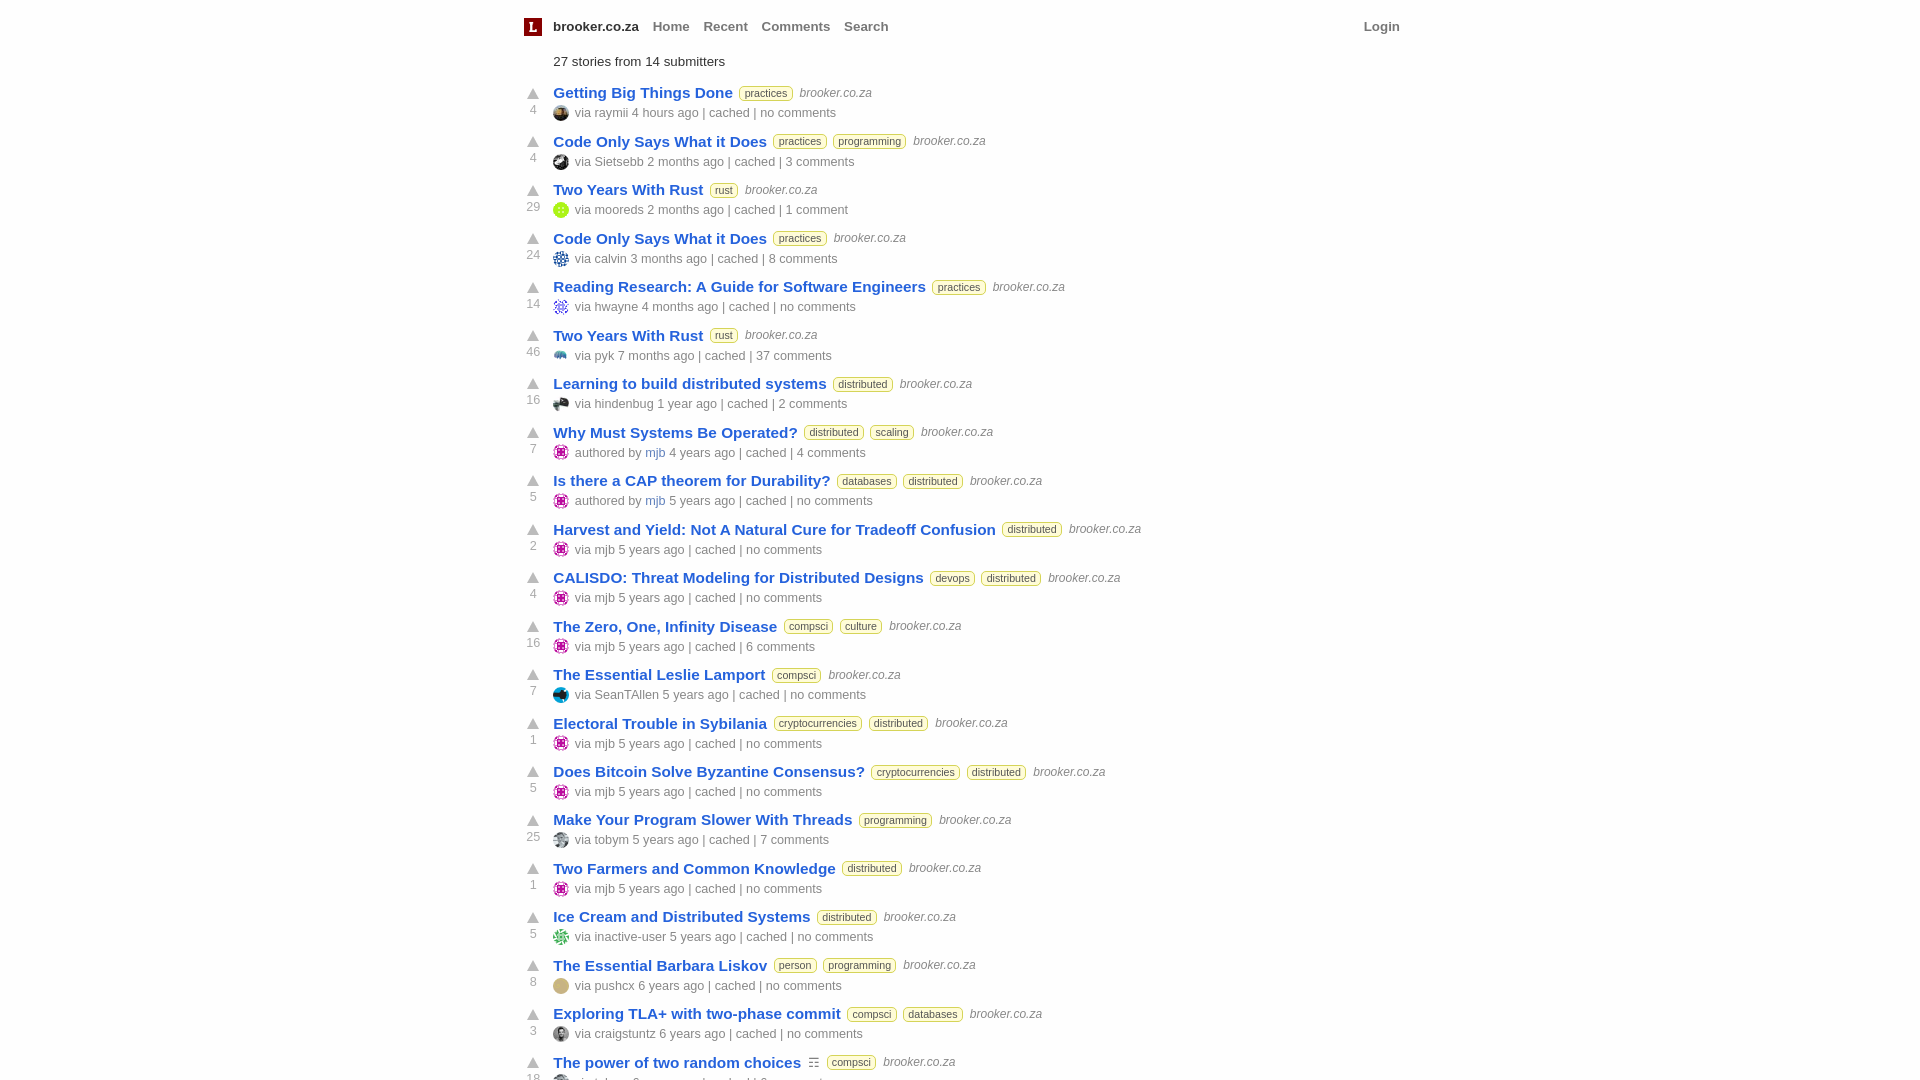 L brooker.co.za Home Recent Comments Search Login
27 stories from 14 submitters
Getting Big Things Done practices brooker.co.za
4 via raymii 4 hours ago | cached | no comments
Code Only Says What it Does practices programming brooker.co.za
4 via Sietsebb 2 months ago | cached | 3 comments
Two Years With Rust rust brooker.co.za
29 via mooreds 2 months ago | cached | 1 comment
Code Only Says What it Does practices brooker.co.za
24 via calvin 3 months ago | cached | 8 comments
Reading Research: A Guide for Software Engineers practices brooker.co.za
14 via hwayne 4 months ago | cached | no comments
Two Years With Rust rust brooker.co.za
46 via pyk 7 months ago | cached | 37 comments
Learning to build distributed systems distributed brooker.co.za
16 via hindenbug 1 year ago | cached | 2 comments
Why Must Systems Be Operated? distributed scaling brooker.co.za
7 authored by mjb 4 years ago | cached | 4 comments
Is there a CAP theorem for Durability? databases distributed brooker.co.za
5 authored by mjb 5 years ago | cached | no comments
Harvest and Yield: Not A Natural Cure for Tradeoff Confusion distributed brooker.co.za
2 via mjb 5 years ago | cached | no comments
CALISDO: Threat Modeling for Distributed Designs devops distributed brooker.co.za
4 via mjb 5 years ago | cached | no comments
The Zero, One, Infinity Disease compsci culture brooker.co.za
16 via mjb 5 years ago | cached | 6 comments
The Essential Leslie Lamport compsci brooker.co.za
7 via SeanTAllen 5 years ago | cached | no comments
Electoral Trouble in Sybilania cryptocurrencies distributed brooker.co.za
1 via mjb 5 years ago | cached | no comments
Does Bitcoin Solve Byzantine Consensus? cryptocurrencies distributed brooker.co.za
5 via mjb 5 years ago | cached | no comments
Make Your Program Slower With Threads programming brooker.co.za
25 via tobym 5 years ago | cached | 7 comments
Two Farmers and Common Knowledge distributed brooker.co.za
1 via mjb 5 years ago | cached | no comments
Ice Cream and Distributed Systems distributed brooker.co.za
5 via inactive-user 5 years ago | cached | no comments
The Essential Barbara Liskov person programming brooker.co.za
8 via pushcx 6 years ago | cached | no comments
Exploring TLA+ with two-phase commit compsci databases brooker.co.za
3 via craigstuntz 6 years ago | cached | no comments
The power of two random choices ☶ compsci brooker.co.za
18